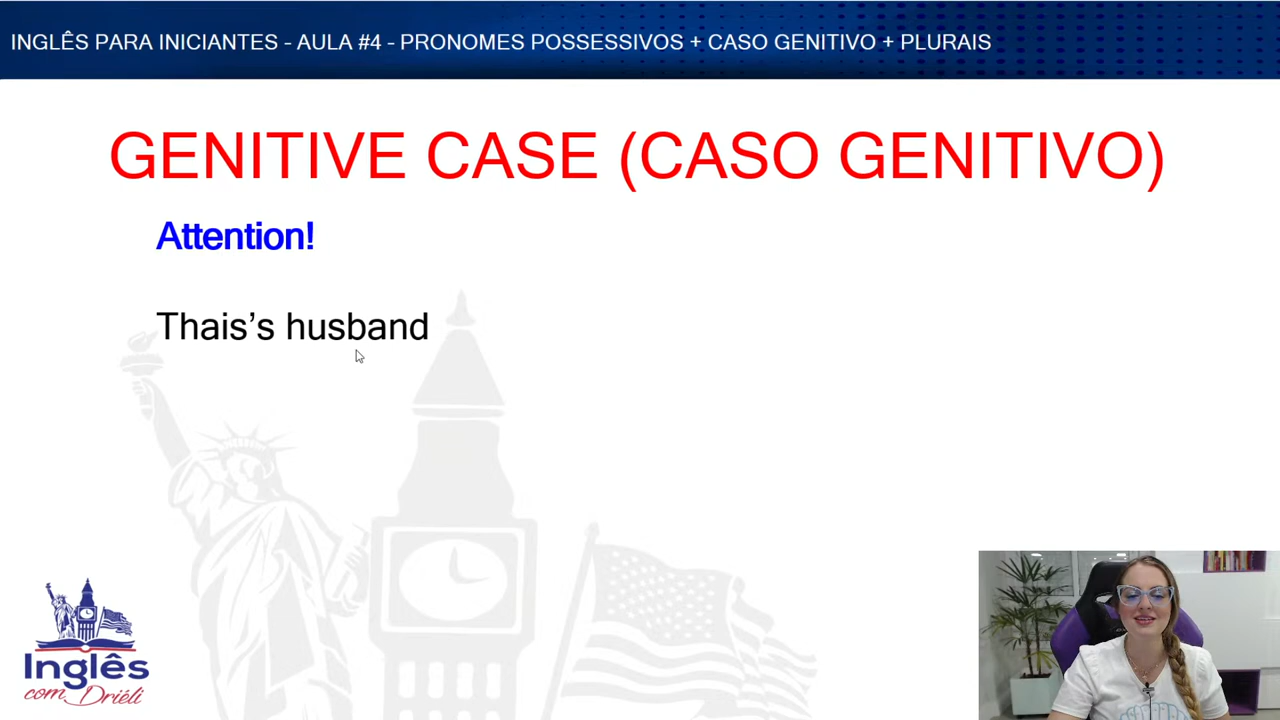 INGLÊS PARA INICIANTES - AULA #4 - PRONOMES POSSESSIVOS + CASO GENITIVO + PLURAIS
GENITIVE CASE (CASO GENITIVO)
Attention!
Thais’s husband
Inglês
com Driéli